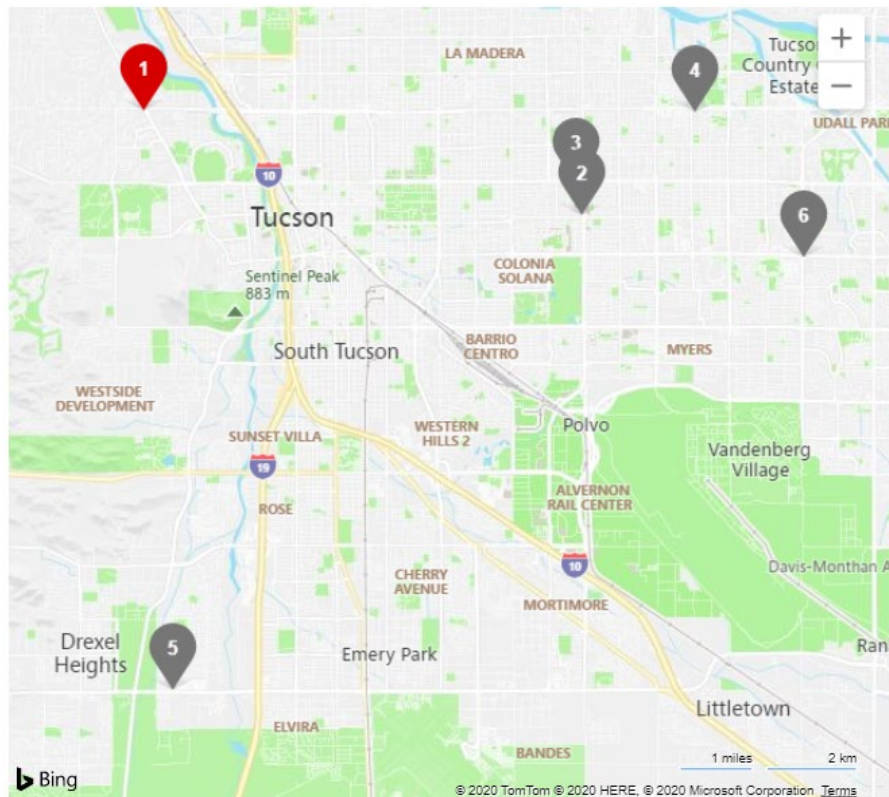 LA MADERA
Tucson
Country
Estate
+
−
1
4
UDALL PAR
3
2
10
6
Tucson
COLONIA
SOLANA
Sentinel Peak
883 m
BARRIO
CENTRO
South Tucson
MYERS
WESTSIDE
DEVELOPMENT
Polvo
WESTERN
HILLS 2
SUNSET VILLA
Vandenberg
Village
19
ALVERNON
RAIL CENTER
ROSE
10
Davis-Monthan A
CHERRY
AVENUE
MORTIMORE
Drexel
Heights
5
Emery Park
Ran
Littletown
ELVIRA
BANDES
1 miles
2 km
Bing
© 2020 TomTom © 2020 HERE, © 2020 Microsoft Corporation Terms